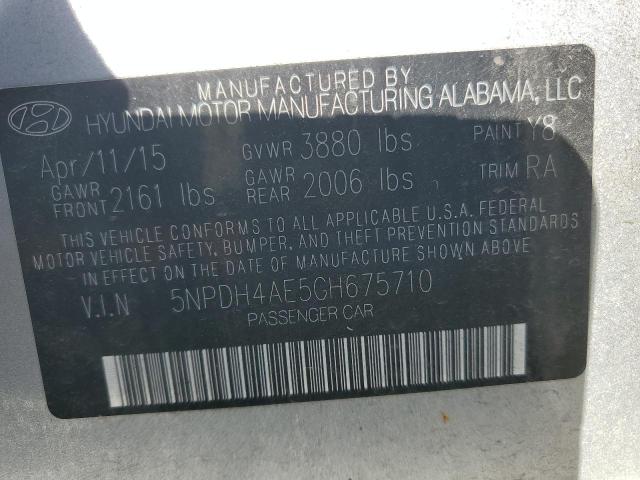 MANUFACTURED BY
HYUNDAI MOTOR MANUFACTURING ALABAMA, LLC
Apr/11/15 GVWR 3880 lbs PAINT Y8
GAWR FRONT 2161 lbs GAWR REAR 2006 lbs TRIM RA
THIS VEHICLE CONFORMS TO ALL APPLICABLE U.S.A. FEDERAL
MOTOR VEHICLE SAFETY, BUMPER, AND THEFT PREVENTION STANDARDS
IN EFFECT ON THE DATE OF MANUFACTURE SHOWN ABOVE
V.I.N 5NPDH4AE5GH675710
PASSENGER CAR